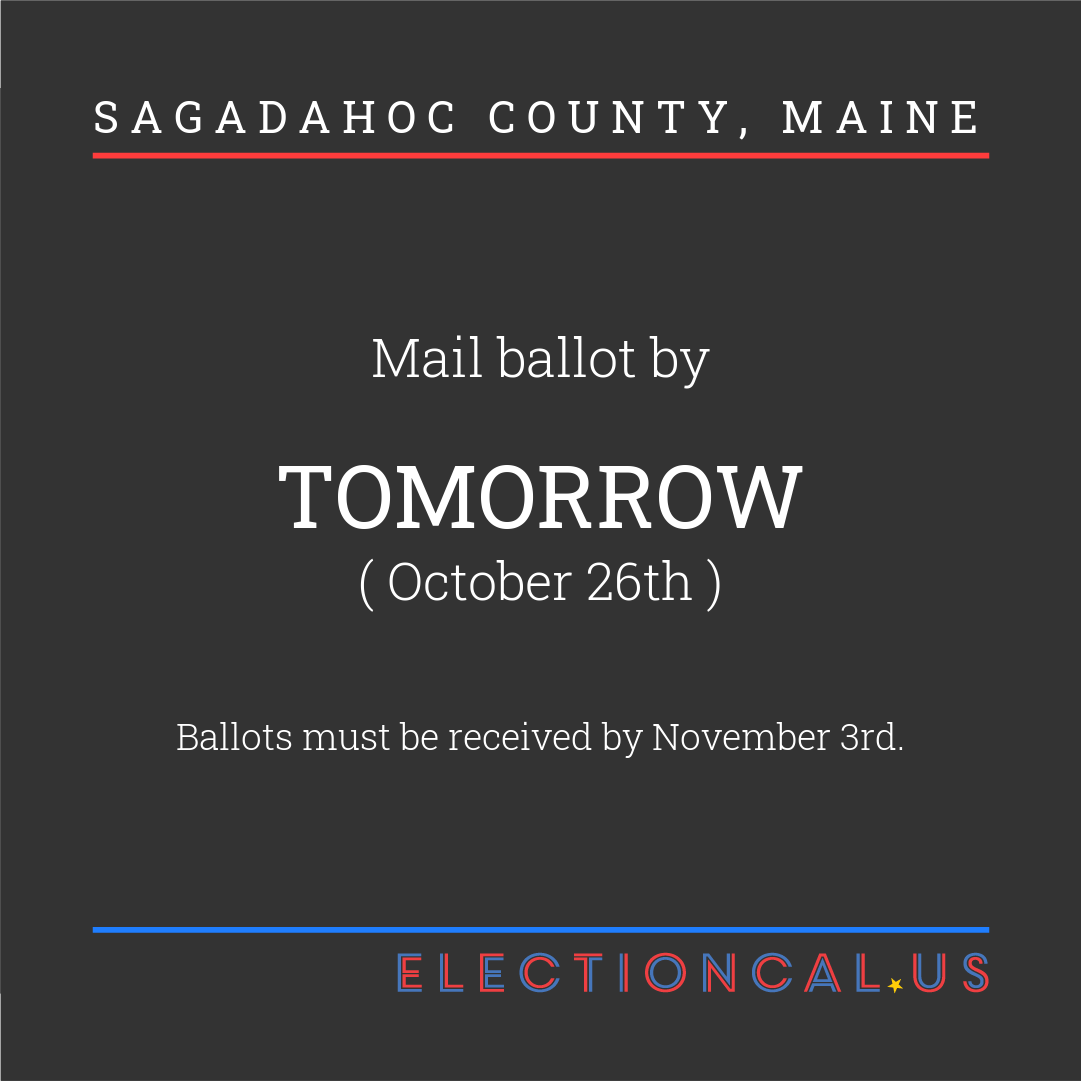 SAGADAHOC COUNTY, MAINE
Mail ballot by
TOMORROW
( October 26th )
Ballots must be received by November 3rd.
ELECTIONCAL.US